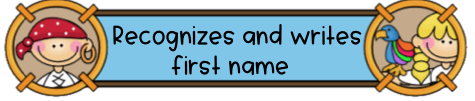 Recognizes and writes
first name